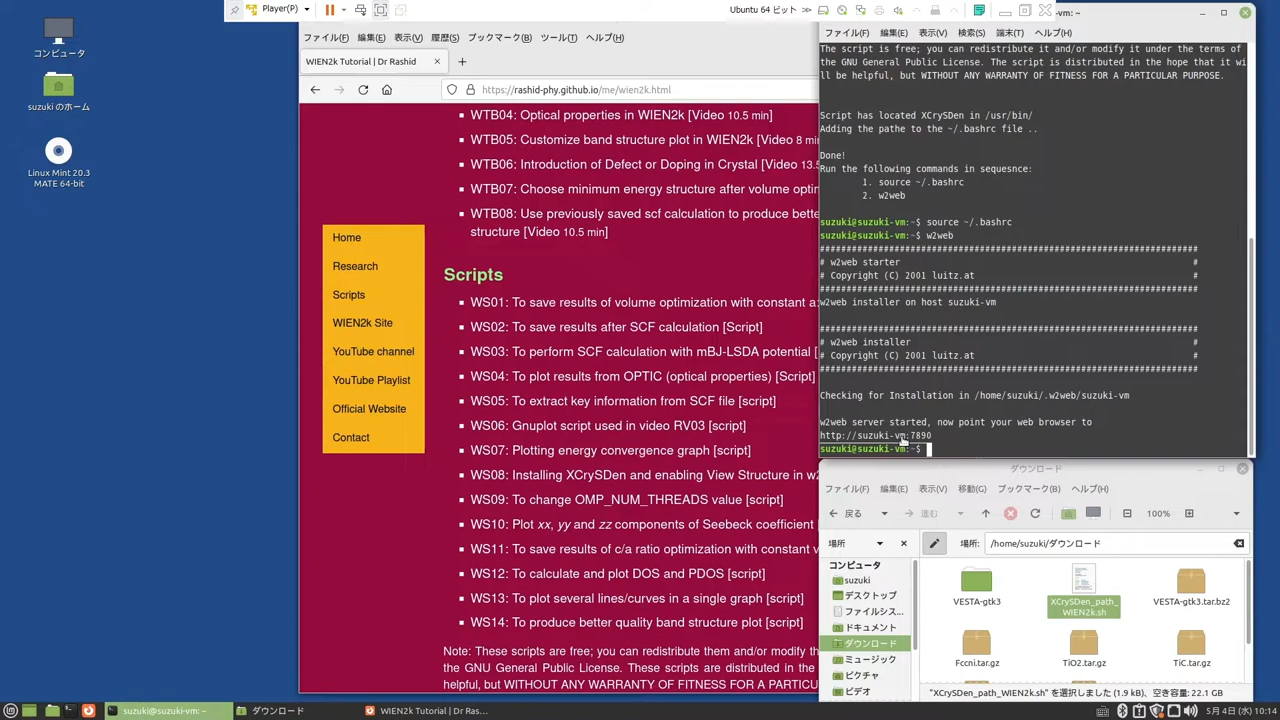 Player(P)
Ubuntu 64 ビット
コンピュータ
suzuki のホーム
Linux Mint 20.3
MATE 64-bit
ファイル(F) 編集(E) 表示(V) 履歴(S) ブックマーク(B) ツール(T) ヘルプ(H)
WIEN2k Tutorial | Dr Rashid
https://rashid-phy.github.io/me/wien2k.html
Home
Research
Scripts
WIEN2k Site
YouTube channel
YouTube Playlist
Official Website
Contact
WTB04: Optical properties in WIEN2k [Video 10.5 min]
WTB05: Customize band structure plot in WIEN2k [Video 8 mi
WTB06: Introduction of Defect or Doping in Crystal [Video 13.5
WTB07: Choose minimum energy structure after volume opti
WTB08: Use previously saved scf calculation to produce bette
structure [Video 10.5 min]
Scripts
WS01: To save results of volume optimization with constant a:
WS02: To save results after SCF calculation [Script]
WS03: To perform SCF calculation with mBJ-LSDA potential [
WS04: To plot results from OPTIC (optical properties) [Script]
WS05: To extract key information from SCF file [script]
WS06: Gnuplot script used in video RV03 [script]
WS07: Plotting energy convergence graph [script]
WS08: Installing XCrySDen and enabling View Structure in w2
WS09: To change OMP_NUM_THREADS value [script]
WS10: Plot xx, yy and zz components of Seebeck coefficient [
WS11: To save results of c/a ratio optimization with constant v
WS12: To calculate and plot DOS and PDOS [script]
WS13: To plot several lines/curves in a single graph [script]
WS14: To produce better quality band structure plot [script]
Note: These scripts are free; you can redistribute them and/or modify th
the GNU General Public License. These scripts are distributed in the
helpful, but WITHOUT ANY WARRANTY OF FITNESS FOR A PARTICU
-vm: ~
ファイル(F) 編集(E) 表示(V) 検索(S) 端末(T) ヘルプ(H)
The script is free; you can redistribute it and/or modify it under the terms of
the GNU General Public License. The script is distributed in the hope that it wi
ll be helpful, but WITHOUT ANY WARRANTY OF FITNESS FOR A PARTICULAR PURPOSE.
Script has located XCrySDen in /usr/bin/
Adding the pathe to the ~/.bashrc file ..
Done!
Run the following commands in sequesnce:
1. source ~/.bashrc
2. w2web
suzuki@suzuki-vm:~$ source ~/.bashrc
suzuki@suzuki-vm:~$ w2web
###########################################################################
# w2web starter #
# Copyright (C) 2001 luitz.at #
###########################################################################
w2web installer on host suzuki-vm
###########################################################################
# w2web installer #
# Copyright (C) 2001 luitz.at #
###########################################################################
Checking for Installation in /home/suzuki/.w2web/suzuki-vm
w2web server started, now point your web browser to
http://suzuki-vm:7890
suzuki@suzuki-vm:~$
ダウンロード
ファイル(F) 編集(E) 表示(V) 移動(G) ブックマーク(B) ヘルプ(H)
戻る 進む 100%
場所 場所: /home/suzuki/ダウンロード
コンピュータ
suzuki
デスクトップ
ファイルシス...
ドキュメント
ダウンロード
ミュージック
ピクチャ
ビデオ
VESTA-gtk3
XCrySDen_path_
WIEN2k.sh
VESTA-gtk3.tar.bz2
Fccni.tar.gz
TiO2.tar.gz
TiC.tar.gz
"XCrySDen_path_WIEN2k.sh" を選択しました (1.9 kB)、空き容量: 22.1 GB
suzuki@suzuki-vm: ~
ダウンロード
WIEN2k Tutorial | Dr Ras...
5月 4日 (水) 10:14